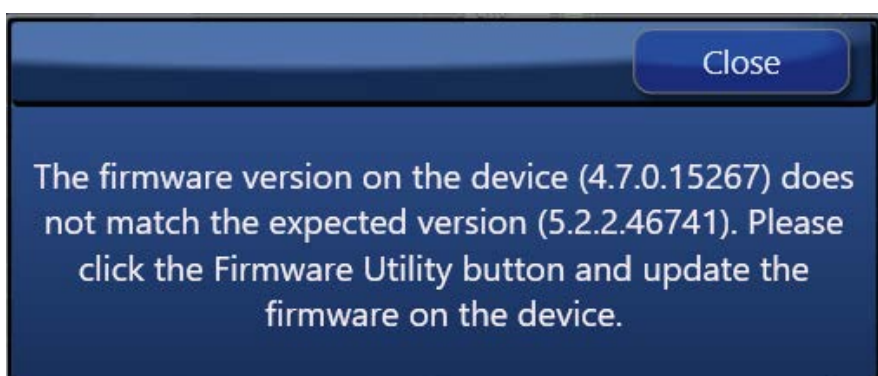 Close
The firmware version on the device (4.7.0.15267) does
not match the expected version (5.2.2.46741). Please
click the Firmware Utility button and update the
firmware on the device.